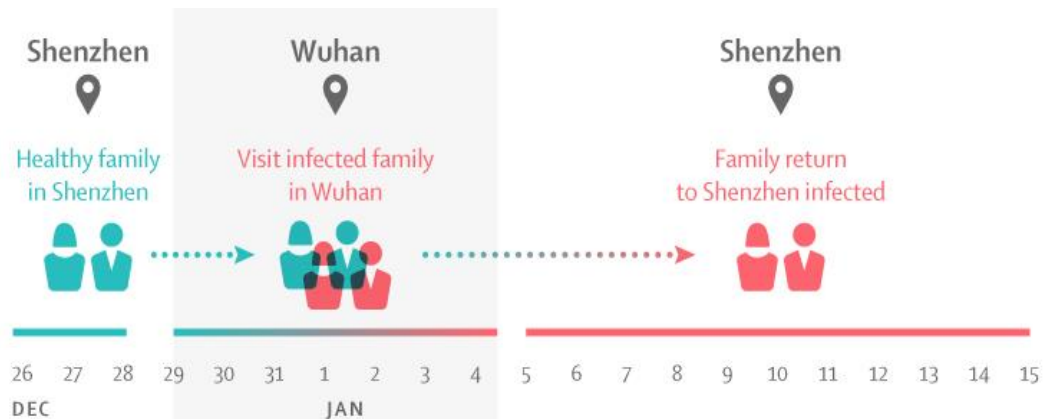 Shenzhen
Wuhan
Shenzhen
Healthy family
in Shenzhen
Visit infected family
in Wuhan
Family return
to Shenzhen infected
26 27 28 29 30 31 1 2 3 4 5 6 7 8 9 10 11 12 13 14 15
DEC JAN